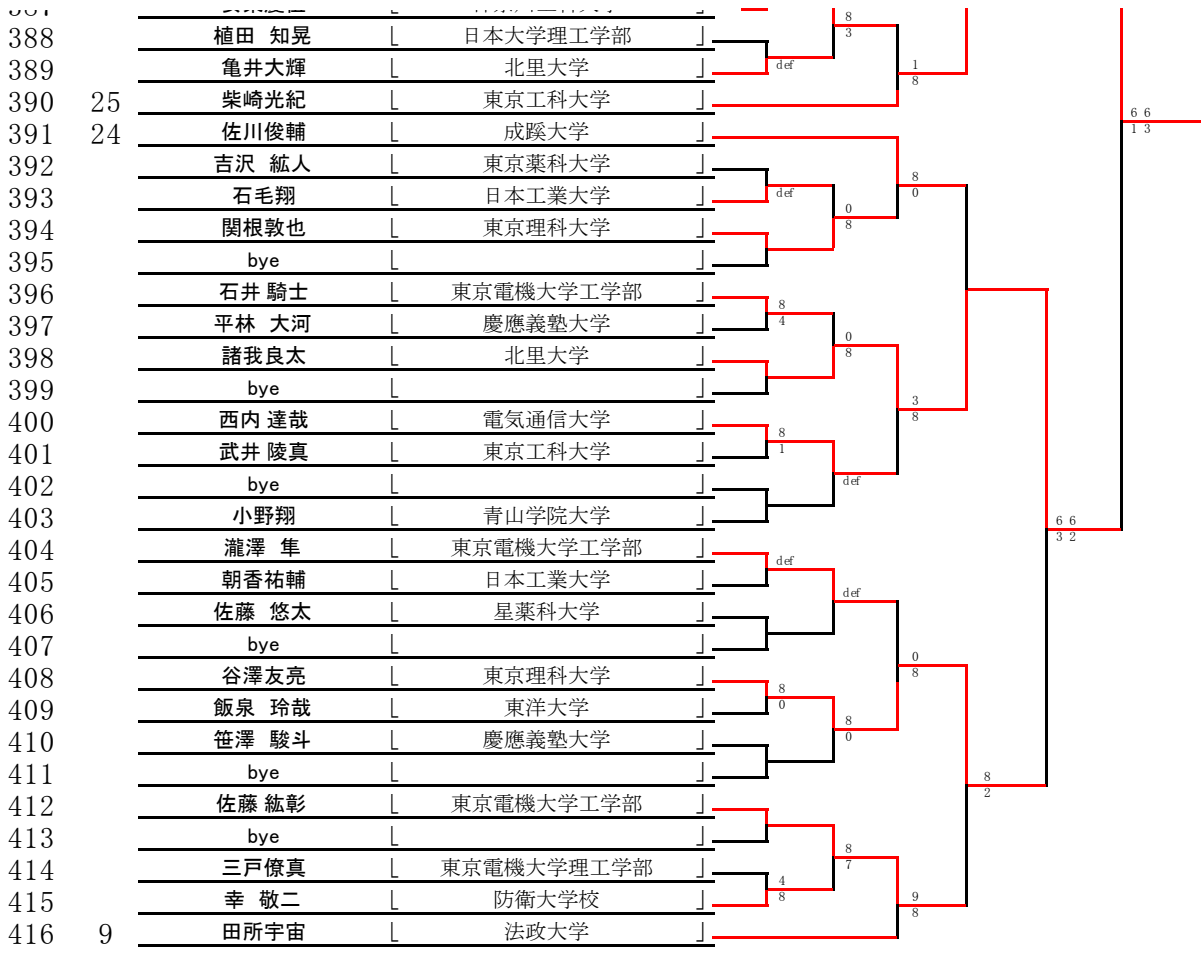 388 植田 知晃 ⌊ 日本大学理工学部 ⌋
389 亀井大輝 ⌊ 北里大学 ⌋
390 25 柴崎光紀 ⌊ 東京工科大学 ⌋
391 24 佐川俊輔 ⌊ 成蹊大学 ⌋
392 吉沢 紘人 ⌊ 東京薬科大学 ⌋
393 石毛翔 ⌊ 日本工業大学 ⌋
394 関根敦也 ⌊ 東京理科大学 ⌋
395 bye ⌊ ⌋
396 石井 騎士 ⌊ 東京電機大学工学部 ⌋
397 平林 大河 ⌊ 慶應義塾大学 ⌋
398 諸我良太 ⌊ 北里大学 ⌋
399 bye ⌊ ⌋
400 西内 達哉 ⌊ 電気通信大学 ⌋
401 武井 陵真 ⌊ 東京工科大学 ⌋
402 bye ⌊ ⌋
403 小野翔 ⌊ 青山学院大学 ⌋
404 瀧澤 隼 ⌊ 東京電機大学工学部 ⌋
405 朝香祐輔 ⌊ 日本工業大学 ⌋
406 佐藤 悠太 ⌊ 星薬科大学 ⌋
407 bye ⌊ ⌋
408 谷澤友亮 ⌊ 東京理科大学 ⌋
409 飯泉 玲哉 ⌊ 東洋大学 ⌋
410 笹澤 駿斗 ⌊ 慶應義塾大学 ⌋
411 bye ⌊ ⌋
412 佐藤 紘彰 ⌊ 東京電機大学工学部 ⌋
413 bye ⌊ ⌋
414 三戸僚真 ⌊ 東京電機大学理工学部 ⌋
415 幸 敬二 ⌊ 防衛大学校 ⌋
416 9 田所宇宙 ⌊ 法政大学 ⌋
def
def
8
4
8
1
def
8
0
4
8
8
3
0
8
0
8
def
def
8
0
8
7
1
8
8
0
3
8
0
8
9
8
8
2
6 6
3 2
6 6
1 3